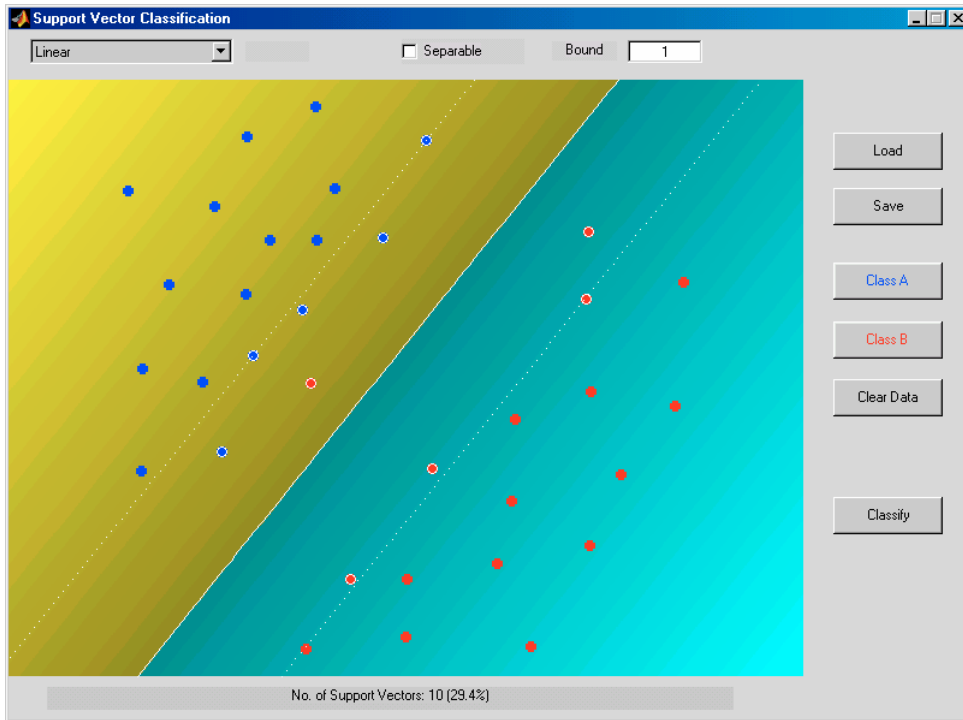 Support Vector Classification
Linear
Separable
Bound
1
Load
Save
Class A
Class B
Clear Data
Classify
No. of Support Vectors: 10 (29.4%)